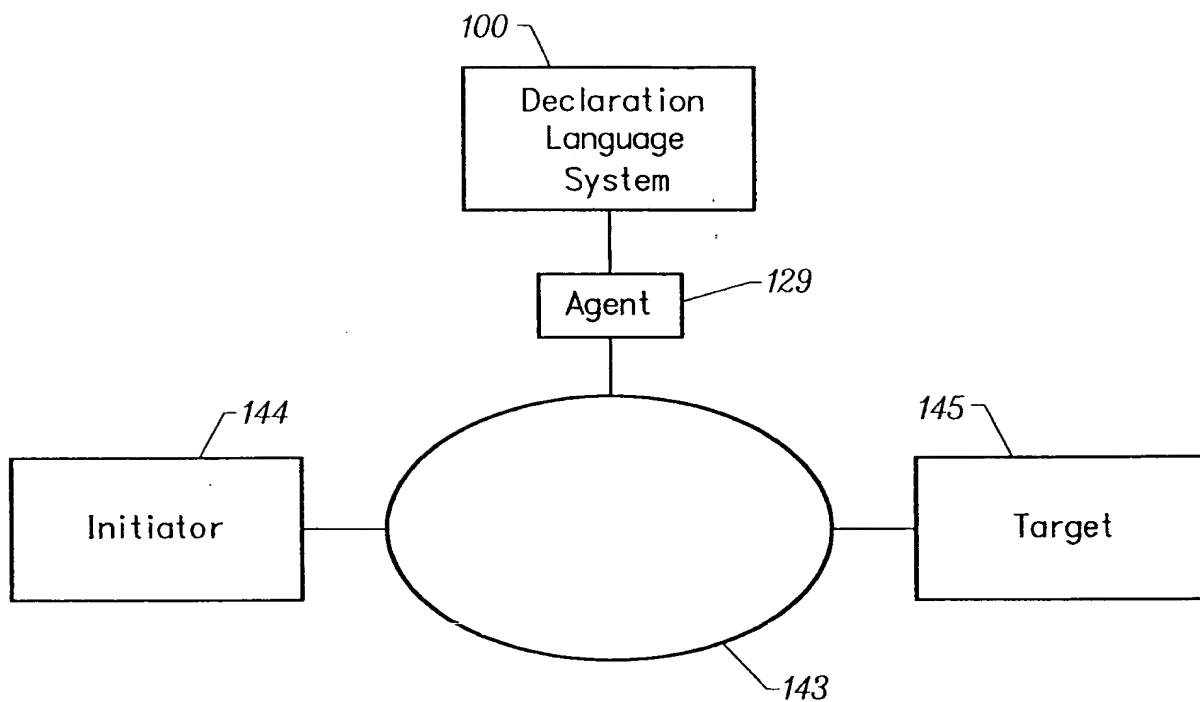 100
Declaration
Language
System
Agent
129
144
145
Initiator
Target
143